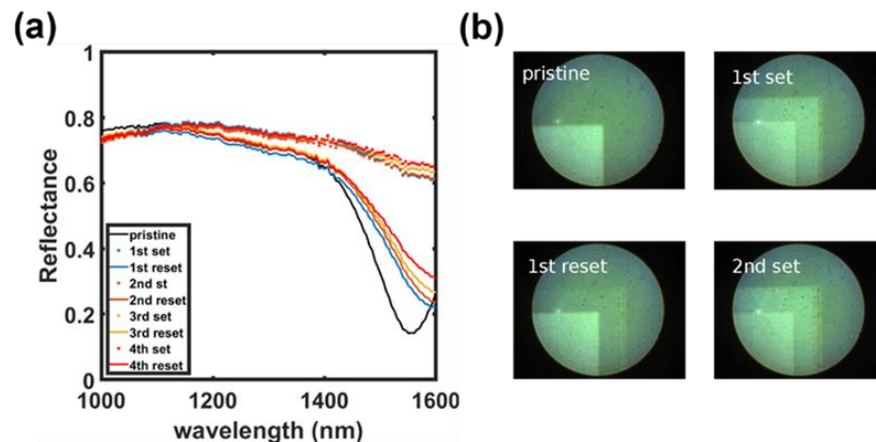 (a)
1
0.8
0.6
0.4
0.2
0
Reflectance
pristine
1st set
1st reset
2nd st
2nd reset
3rd set
3rd reset
4th set
4th reset
1000
1200
1400
1600
wavelength (nm)
(b)
pristine
1st set
1st reset
2nd set